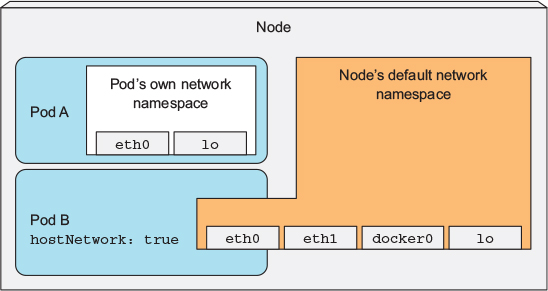 Node
Pod's own network
namespace
Pod A
eth0
lo
Node's default network
namespace
Pod B
hostNetwork: true
eth0
eth1
docker0
lo